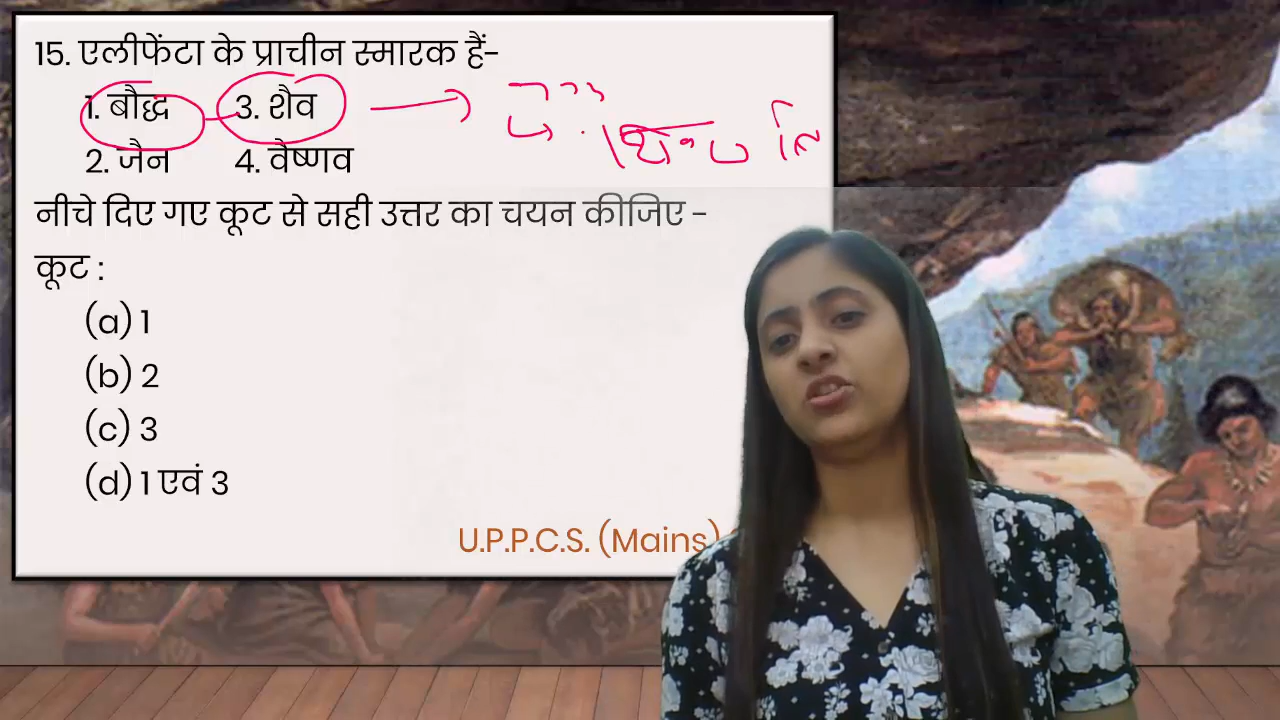 15. एलीफेंटा के प्राचीन स्मारक हैं-
1. बौद्ध 3. शैव
2. जैन 4. वैष्णव
नीचे दिए गए कूट से सही उत्तर का चयन कीजिए -
कूट :
(a) 1
(b) 2
(c) 3
(d) 1 एवं 3
U.P.P.C.S. (Mains)